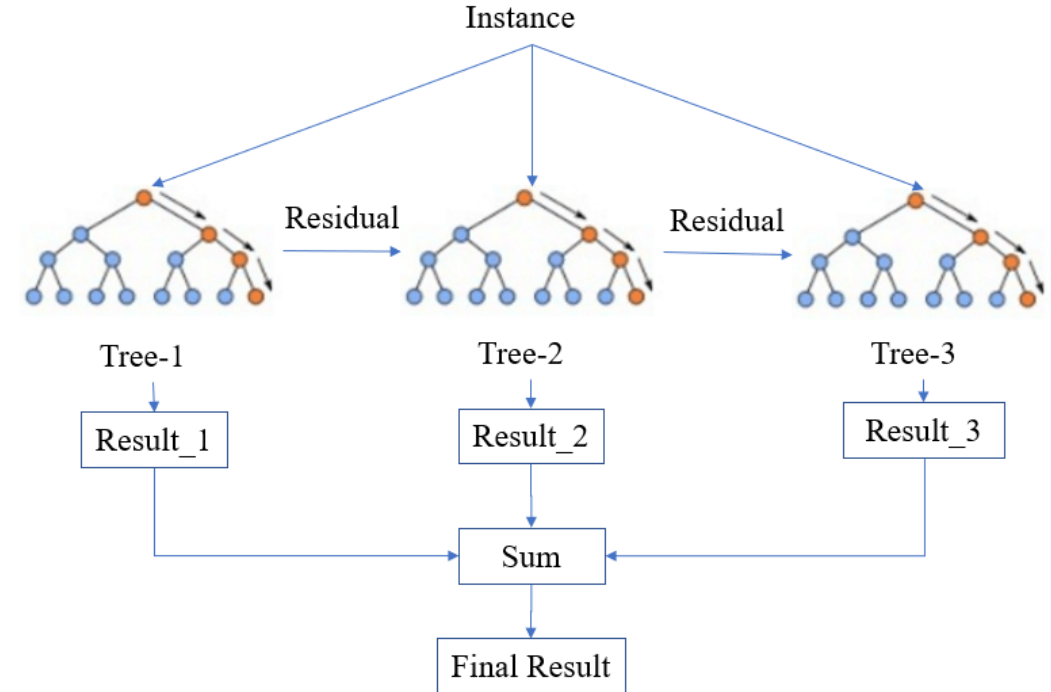 Instance
Residual
Residual
Tree-1
Tree-2
Tree-3
Result_1
Result_2
Result_3
Sum
Final Result